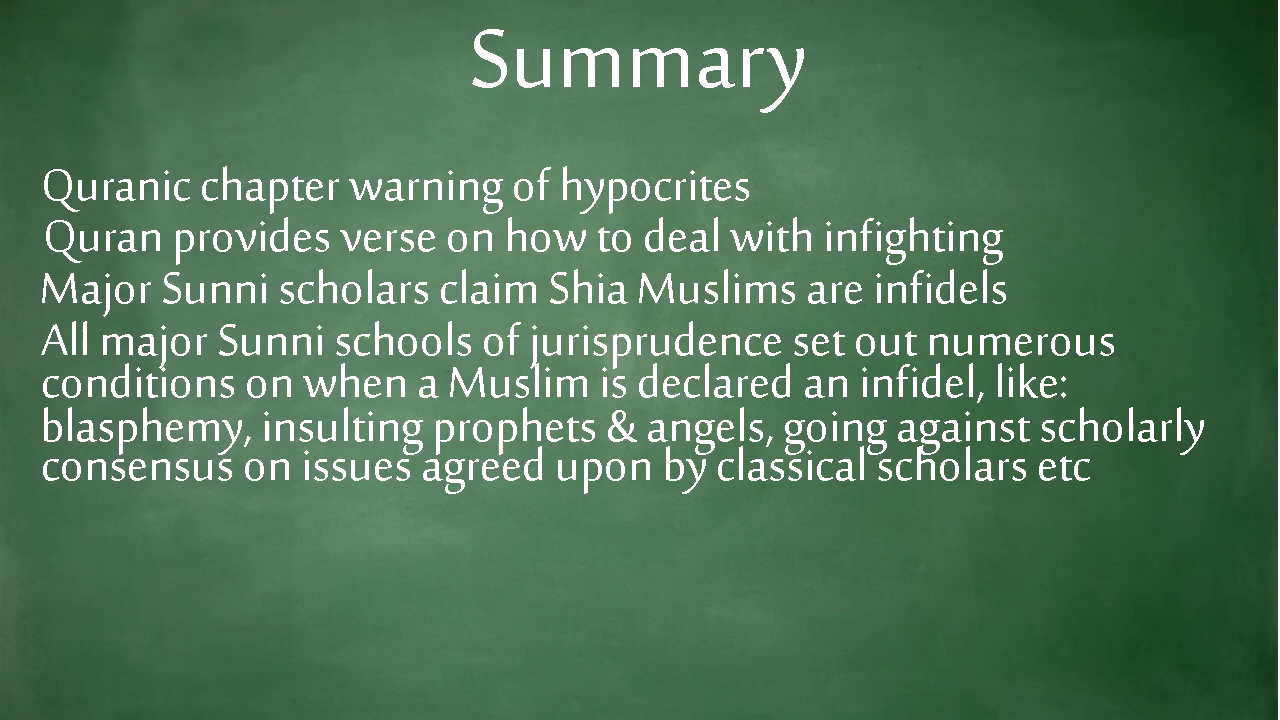 Summary
Quranic chapter warning of hypocrites
Quran provides verse on how to deal with infighting
Major Sunni scholars claim Shia Muslims are infidels
All major Sunni schools of jurisprudence set out numerous
conditions on when a Muslim is declared an infidel, like:
blasphemy, insulting prophets & angels, going against scholarly
consensus on issues agreed upon by classical scholars etc